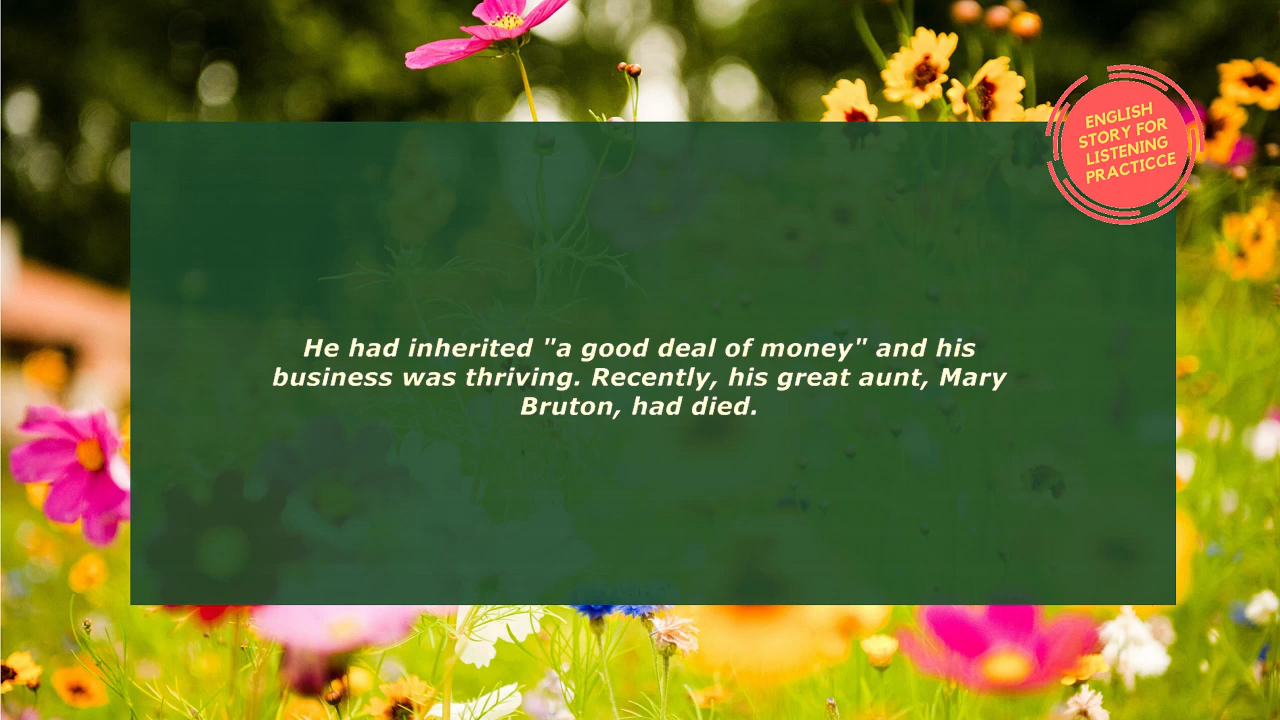 ENGLISH
STORY FOR
LISTENING
PRACTICCE
He had inherited "a good deal of money" and his
business was thriving. Recently, his great aunt, Mary
Bruton, had died.